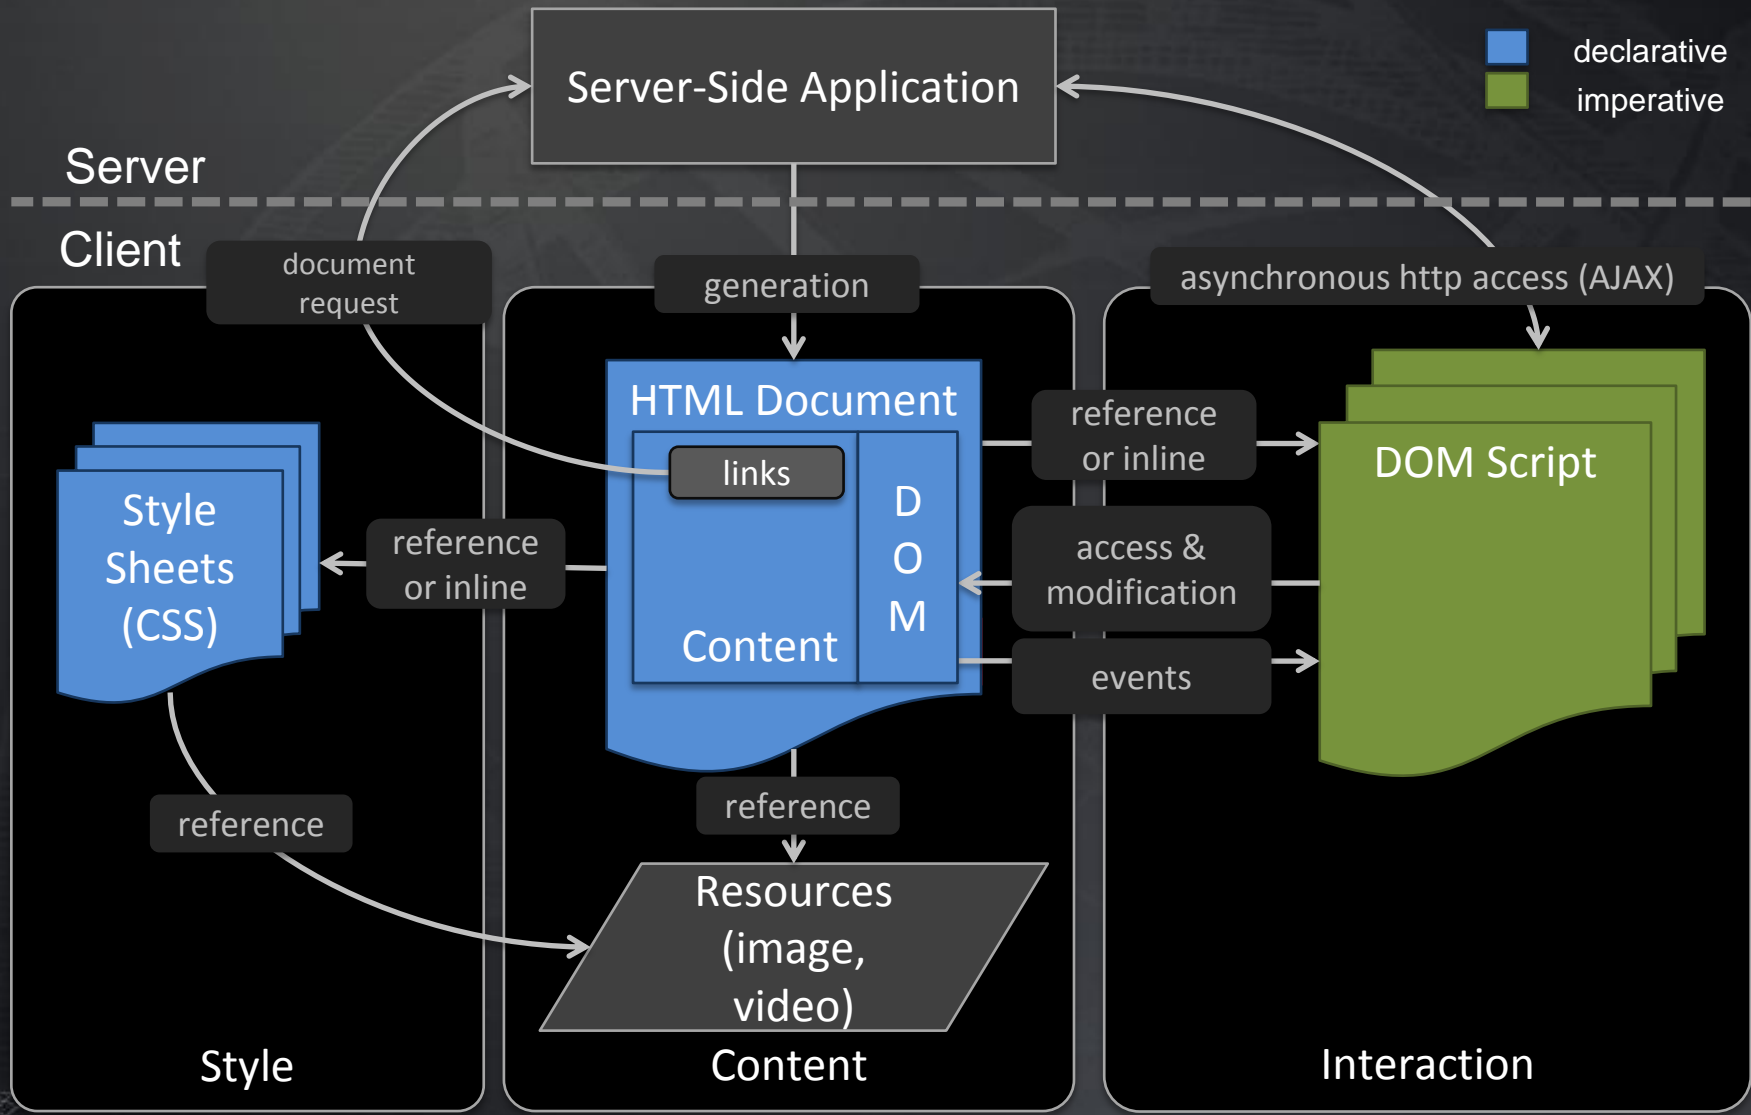 Server-Side Application
declarative
imperative
Server
Client
document
request
generation
asynchronous http access (AJAX)
HTML Document
links
D
O
M
Content
reference
or inline
DOM Script
Style
Sheets
(CSS)
reference
or inline
access &
modification
events
reference
reference
Resources
(image,
video)
Style
Content
Interaction